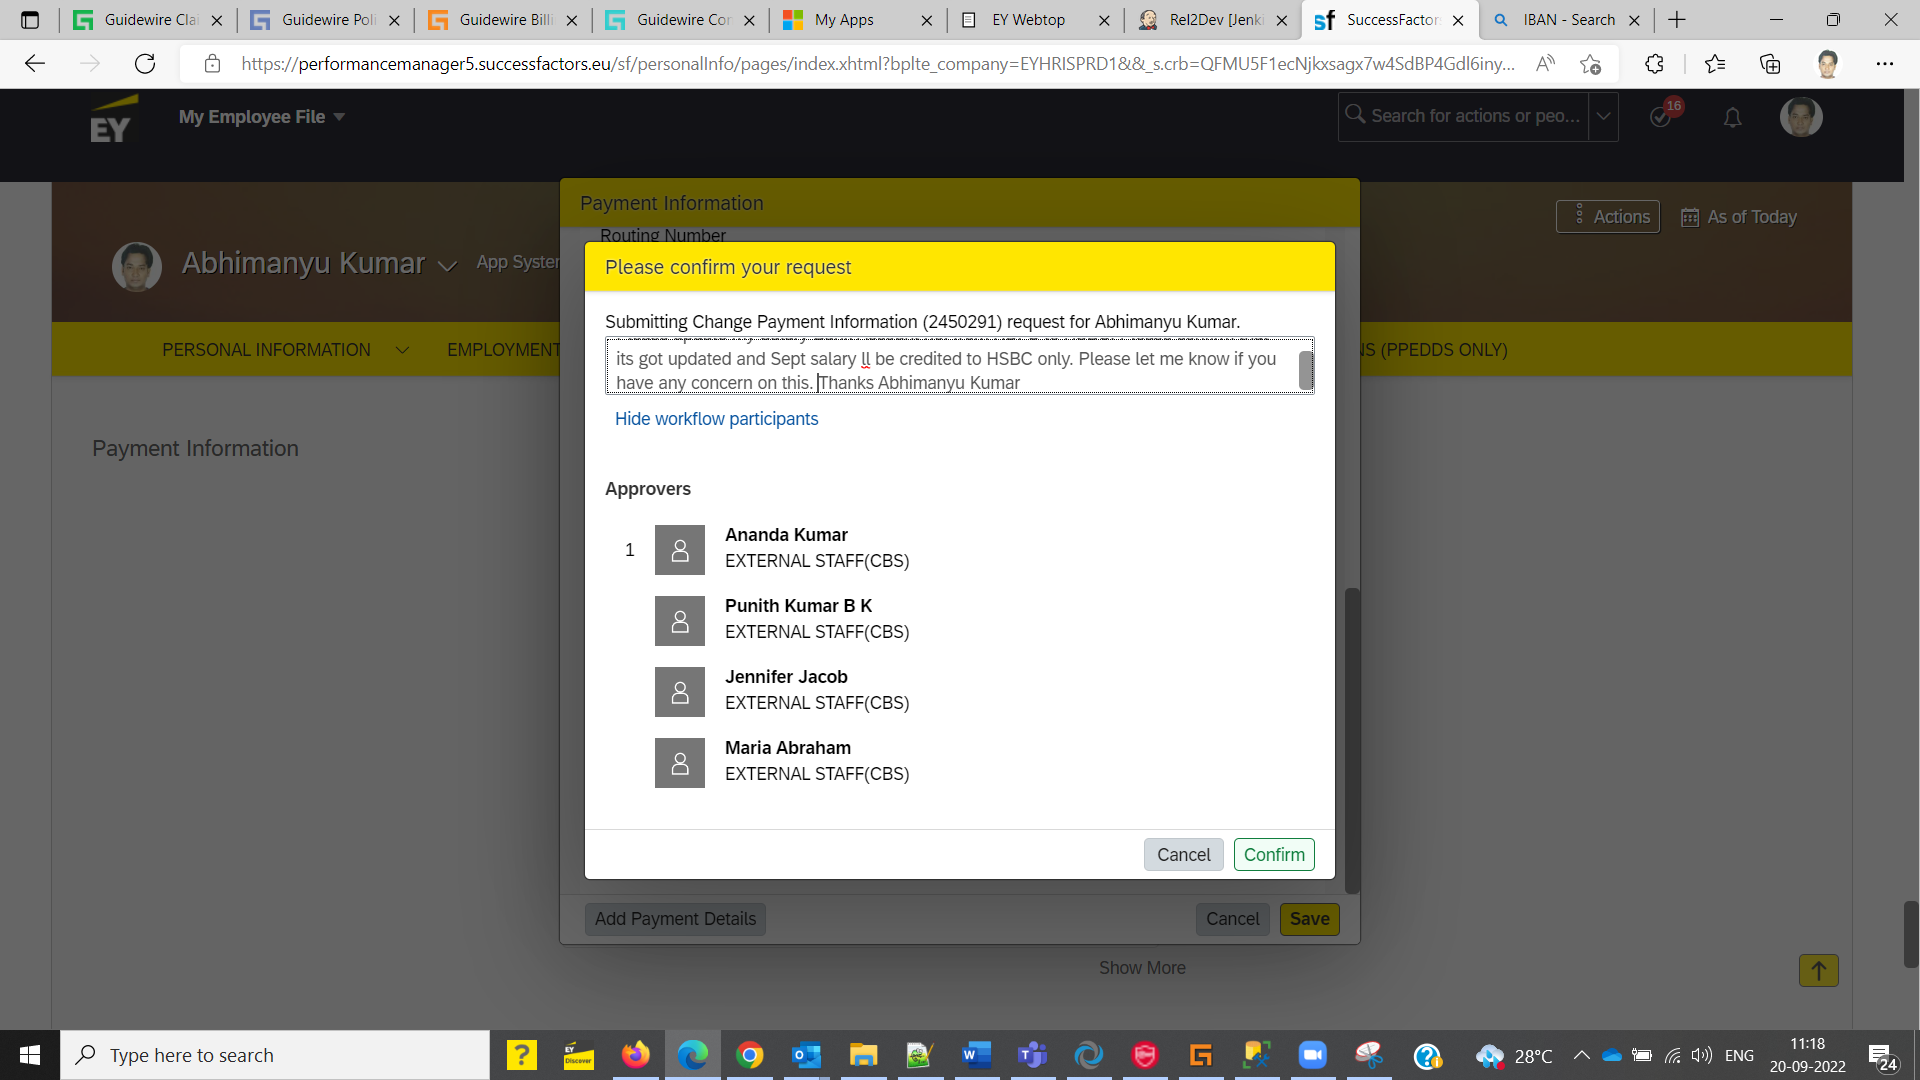 Guidewire Clai
Guidewire Poli
Guidewire Billi
Guidewire Cor
My Apps
EY Webtop
Rel2Dev [Jenki
SuccessFactors
IBAN - Search
https://performancemanager5.successfactors.eu/sf/personalInfo/pages/index.xhtml?bplte_company=EYHRISPRD1&&_s.crb=QFMU5F1ecNjkxsagx7w4SdBP4Gdl6iny...
EY
My Employee File
Search for actions or peo...
16
Payment Information
Actions
As of Today
Routing Number
Abhimanyu Kumar
App System
Please confirm your request
Submitting Change Payment Information (2450291) request for Abhimanyu Kumar.
PERSONAL INFORMATION
EMPLOYMENT
NS (PPEDDS ONLY)
its got updated and Sept salary ll be credited to HSBC only. Please let me know if you
have any concern on this. Thanks Abhimanyu Kumar
Hide workflow participants
Payment Information
Approvers
1
Ananda Kumar
EXTERNAL STAFF(CBS)
Punith Kumar B K
EXTERNAL STAFF(CBS)
Jennifer Jacob
EXTERNAL STAFF(CBS)
Maria Abraham
EXTERNAL STAFF(CBS)
Cancel
Confirm
Add Payment Details
Cancel
Save
Show More
Type here to search
EY
Discover
28°C
ENG
11:18
20-09-2022
24